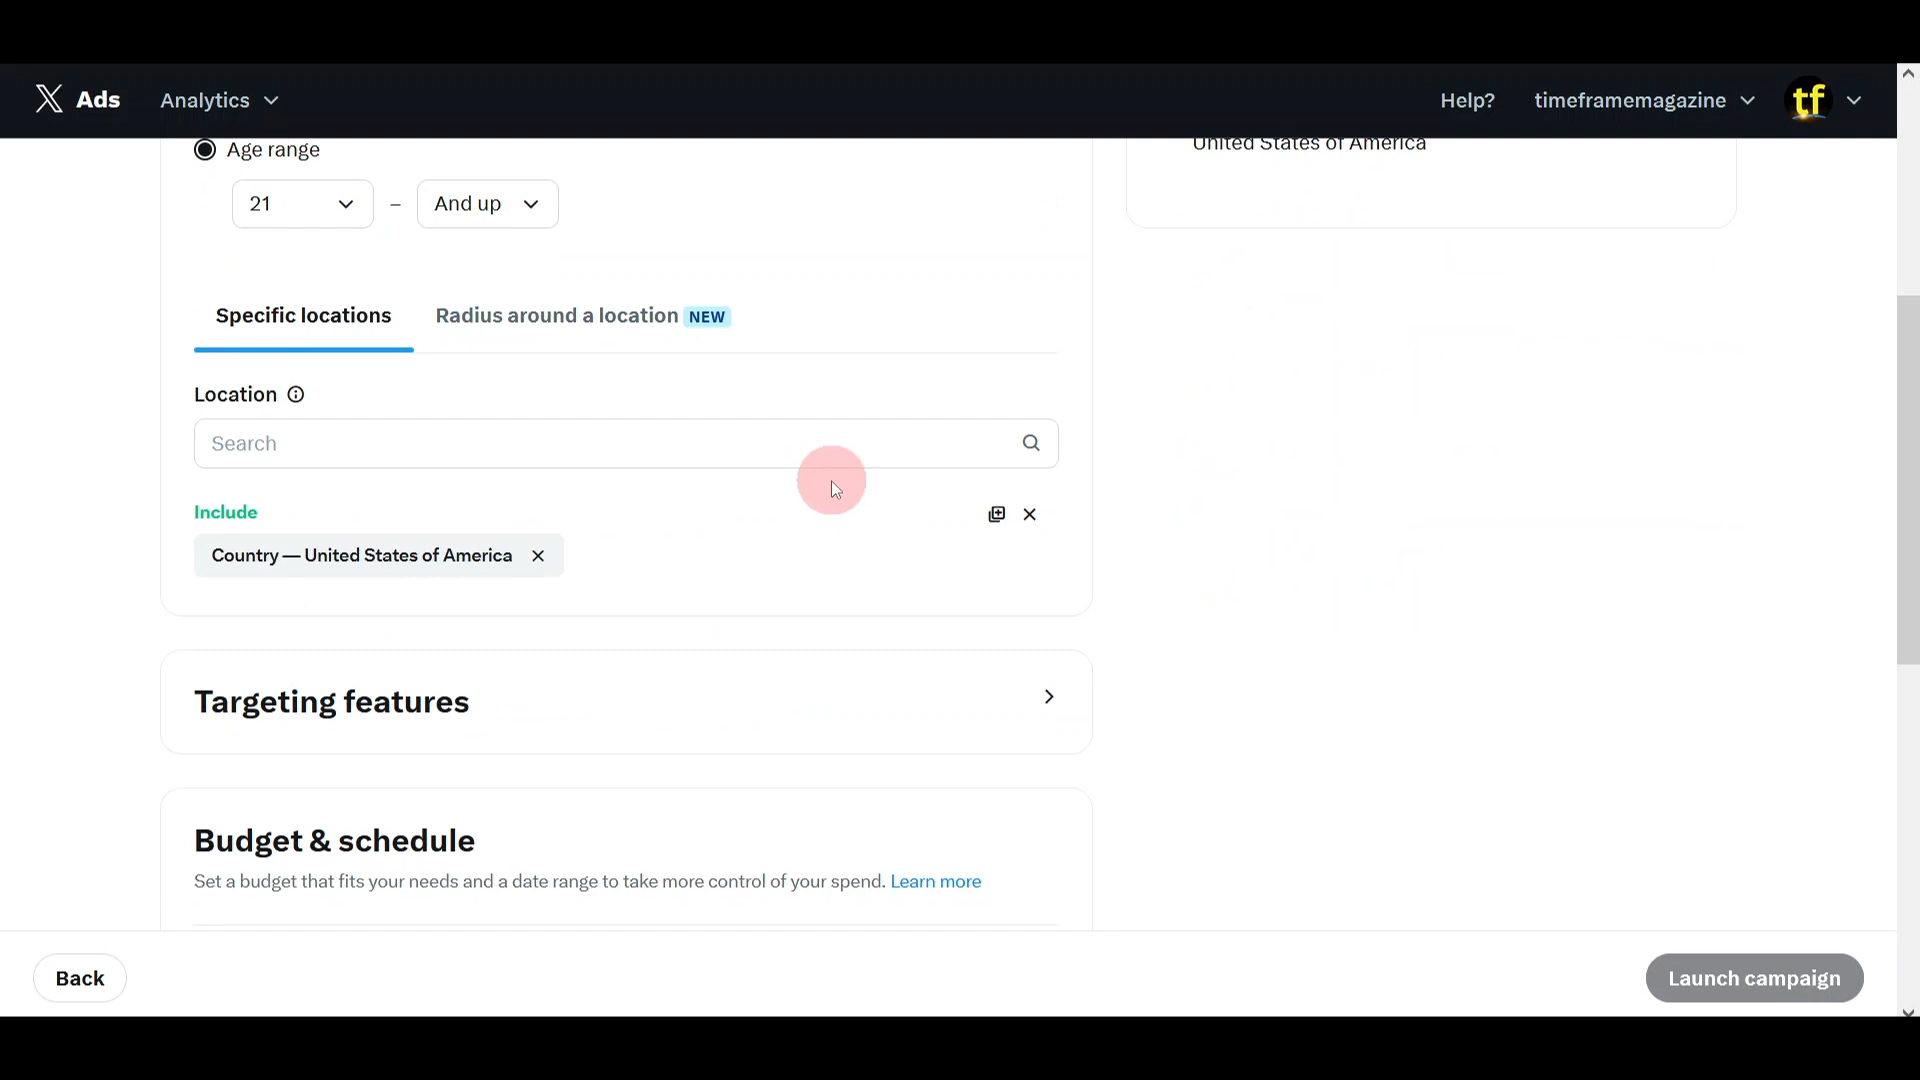 X Ads Analytics Help? timeframemagazine tf
Age range United States of America
21 – And up
Specific locations Radius around a location NEW
Location
Search
Include
Country — United States of America
Targeting features
Budget & schedule
Set a budget that fits your needs and a date range to take more control of your spend. Learn more
Back Launch campaign